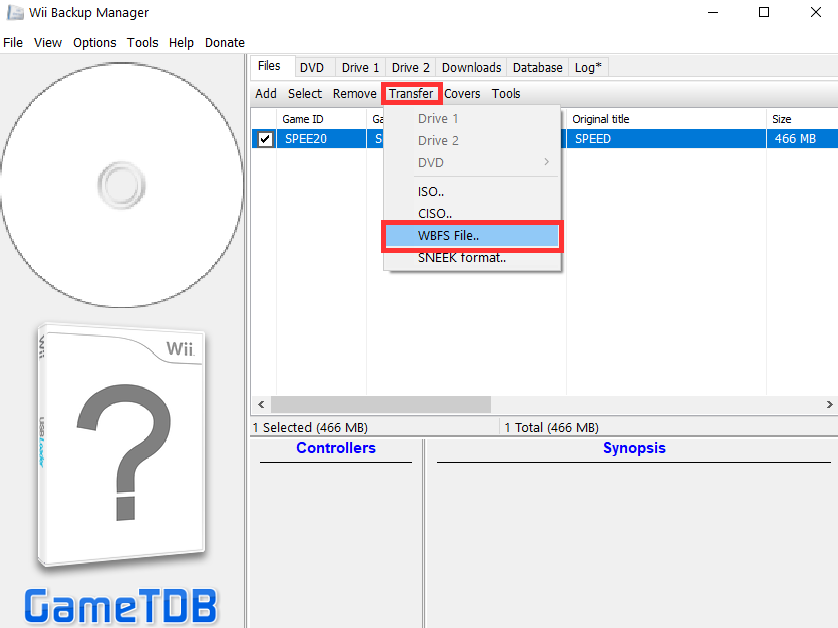 Wii Backup Manager
File View Options Tools Help Donate
Files DVD Drive 1 Drive 2 Downloads Database Log*
Add Select Remove Transfer Covers Tools
Game ID Ga Original title Size
SPEE20 S SPEED 466 MB
Drive 1
Drive 2
DVD
ISO..
CISO..
WBFS File..
SNEEK format..
1 Selected (466 MB) 1 Total (466 MB)
Controllers Synopsis
Wii
Wii
USB Loader
?
GameTDB